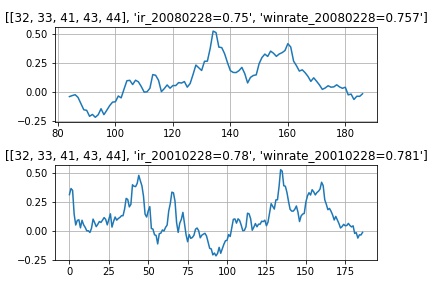 [[32, 33, 41, 43, 44], 'ir_20080228=0.75', 'winrate_20080228=0.757']
0.50
0.25
0.00
−0.25
80 100 120 140 160 180
[[32, 33, 41, 43, 44], 'ir_20010228=0.78', 'winrate_20010228=0.781']
0.50
0.25
0.00
−0.25
0 25 50 75 100 125 150 175